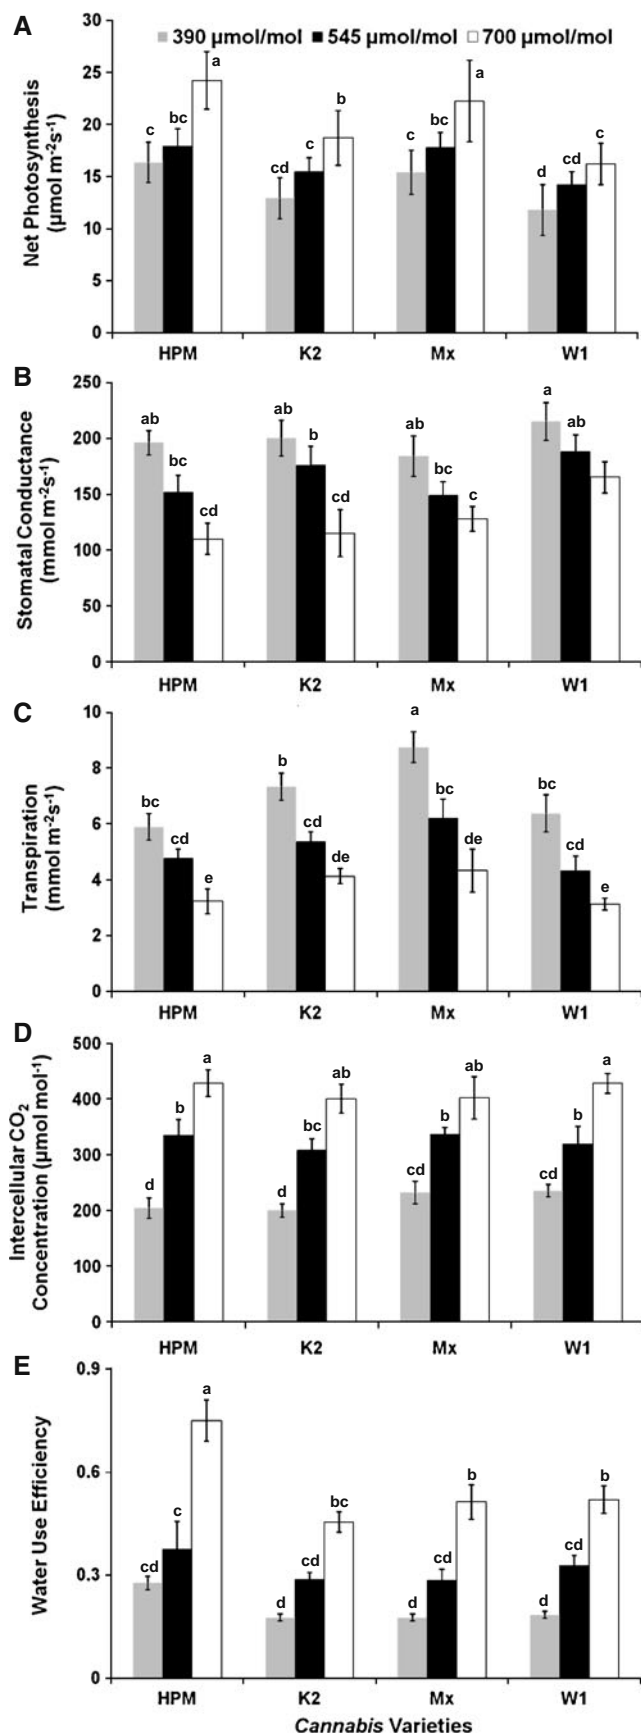 A
390 µmol/mol 545 µmol/mol 700 µmol/mol
Net Photosynthesis
(µmol m-2s-1)
30
25
20
15
10
5
0
c bc a
cd c b
c bc a
d cd c
HPM K2 Mx W1
B
Stomatal Conductance
(mmol m-2s-1)
250
200
150
100
50
0
ab bc cd
ab b cd
ab bc c
a ab
HPM K2 Mx W1
C
Transpiration
(mmol m-2s-1)
10
8
6
4
2
0
bc cd e
b cd de
a bc de
bc cd e
HPM K2 Mx W1
D
Intercellular CO2
Concentration (µmol mol-1)
500
400
300
200
100
0
d b a
d bc ab
cd b ab
cd b a
HPM K2 Mx W1
E
Water Use Efficiency
0.9
0.6
0.3
0
cd c a
d cd bc
d cd b
d cd b
HPM K2 Mx W1
Cannabis Varieties